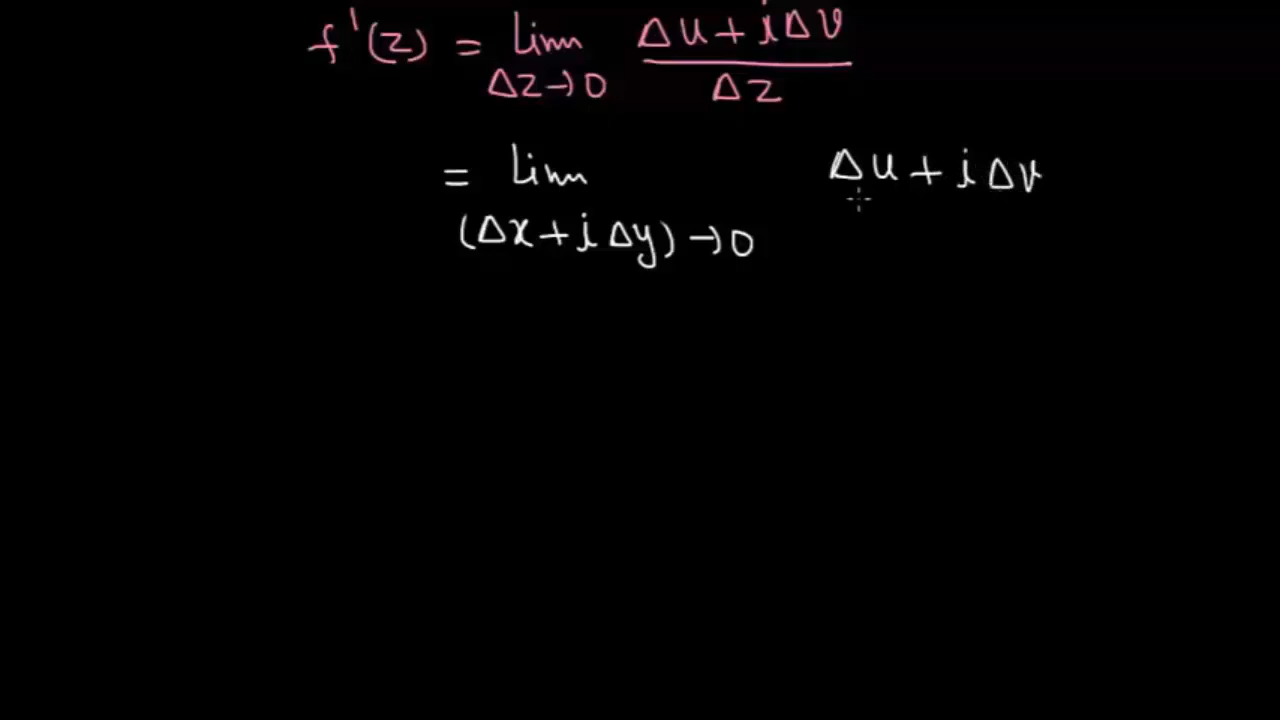 f'(z) = lim Δu + iΔv
Δz→0 Δz
= lim Δu + iΔv
(Δx + iΔy)→0